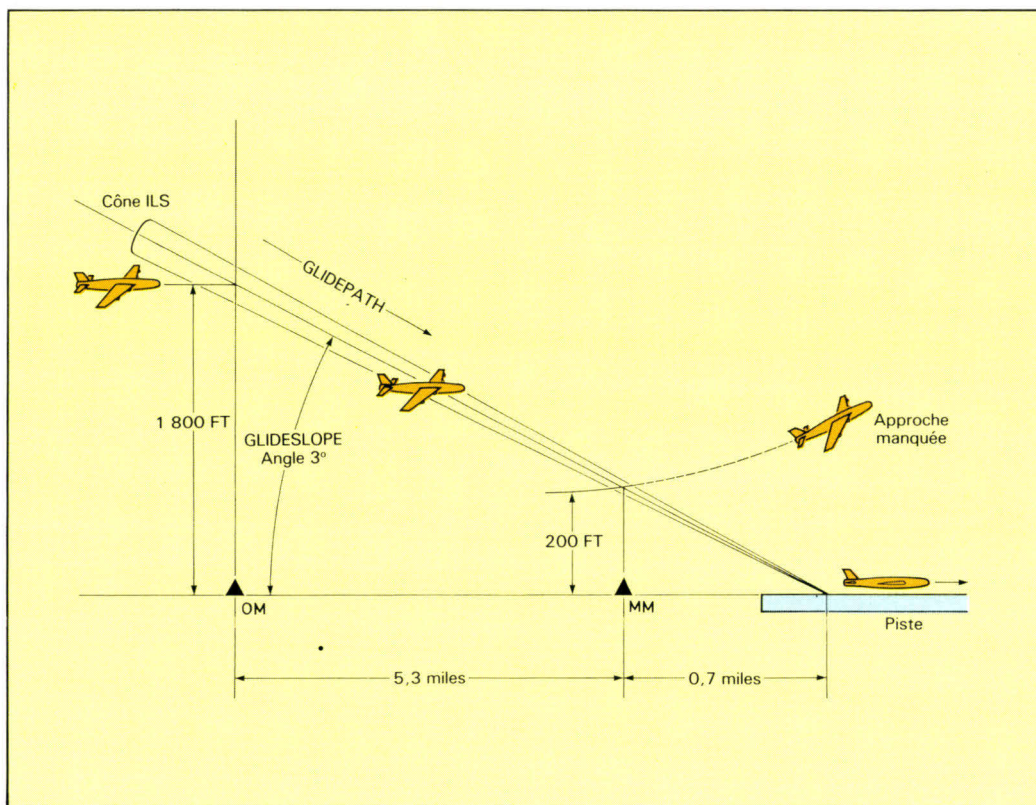 Cône ILS
GLIDEPATH
1 800 FT
GLIDESLOPE
Angle 3º
Approche
manquée
200 FT
OM
MM
Piste
5,3 miles
0,7 miles